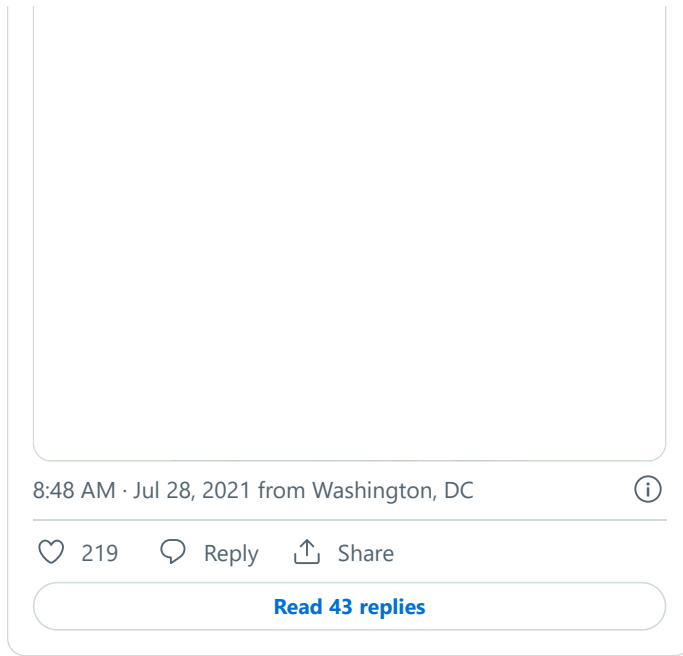 8:48 AM · Jul 28, 2021 from Washington, DC
219 Reply Share
Read 43 replies